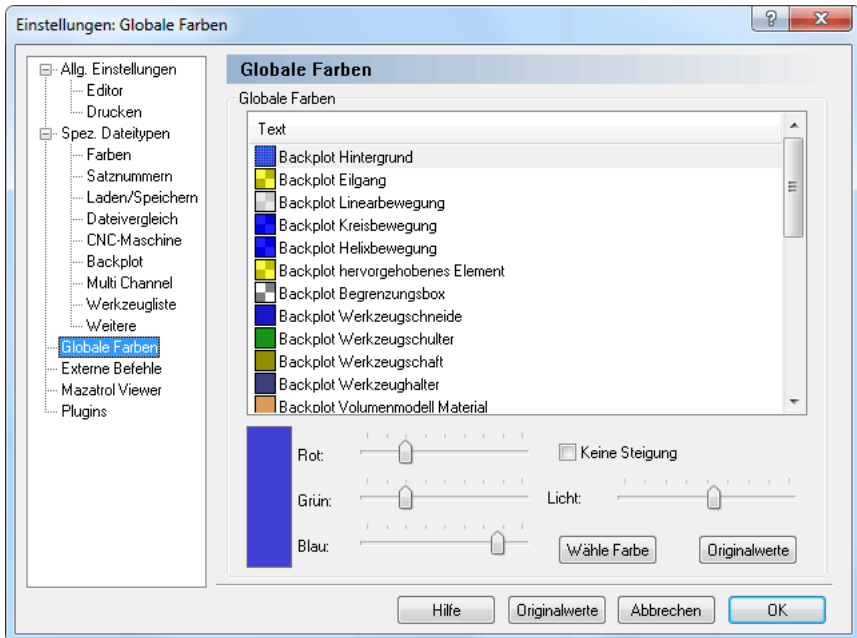 Einstellungen: Globale Farben
Allg. Einstellungen
Editor
Drucken
Spez. Dateitypen
Farben
Satznummern
Laden/Speichern
Dateivergleich
CNC-Maschine
Backplot
Multi Channel
Werkzeugliste
Weitere
Globale Farben
Externe Befehle
Mazatrol Viewer
Plugins
Globale Farben
Globale Farben
Text
Backplot Hintergrund
Backplot Eilgang
Backplot Linearbewegung
Backplot Kreisbewegung
Backplot Helixbewegung
Backplot hervorgehobenes Element
Backplot Begrenzungsbox
Backplot Werkzeugschneide
Backplot Werkzeugschulter
Backplot Werkzeugschaft
Backplot Werkzeughalter
Backplot Volumenmodell Material
Rot:
Keine Steigung
Grün:
Licht:
Blau:
Wähle Farbe
Originalwerte
Hilfe
Originalwerte
Abbrechen
OK